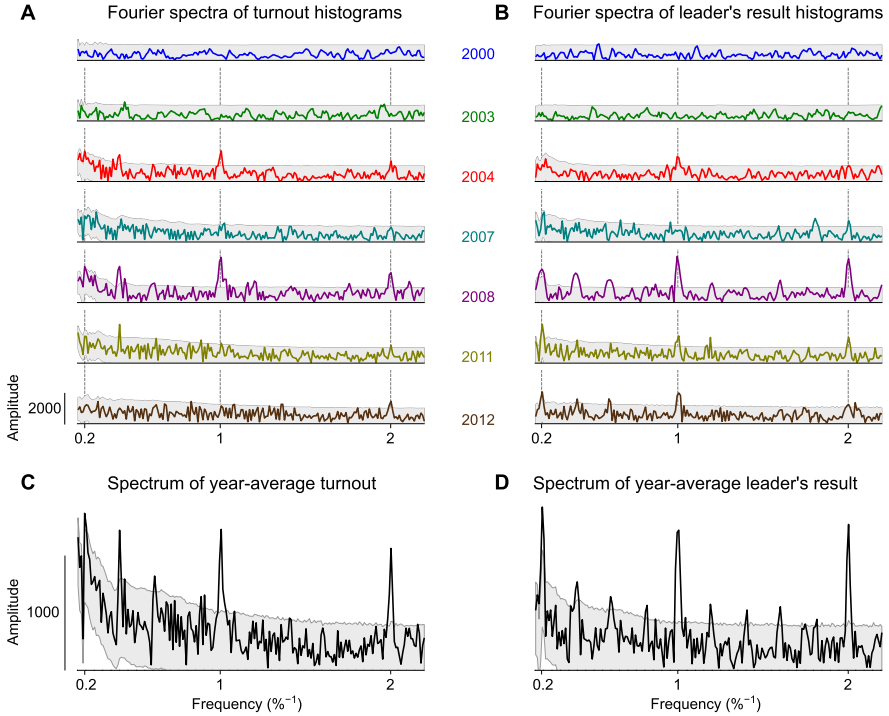 A Fourier spectra of turnout histograms
B Fourier spectra of leader's result histograms
2000
2003
2004
2007
2008
2011
2012
Amplitude
2000
0.2 1 2
0.2 1 2
C Spectrum of year-average turnout
D Spectrum of year-average leader's result
Amplitude
1000
0.2 1 2
0.2 1 2
Frequency (%⁻¹)
Frequency (%⁻¹)